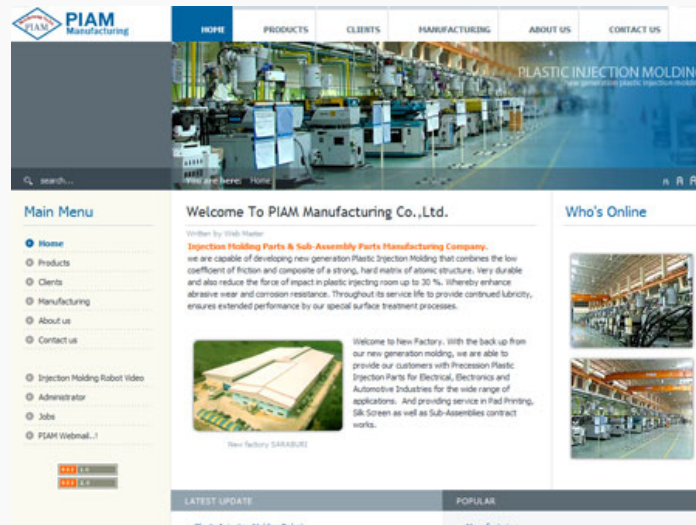 PIAM
PIAM
Manufacturing
HOME
PRODUCTS
CLIENTS
MANUFACTURING
ABOUT US
CONTACT US
PLASTIC INJECTION MOLDING
new generation plastic injection
search...
You are here: Home
A A A
Main Menu
Home
Products
Clients
Manufacturing
About us
Contact us
Injection Molding Robot Video
Administrator
Jobs
PIAM Webmail..!
Welcome To PIAM Manufacturing Co.,Ltd.
Written by Web Master
Injection Molding Parts & Sub-Assembly Parts Manufacturing Company.
we are capable of developing new generation Plastic Injection Molding that combines the low
coefficient of friction and composite of a strong, hard matrix of atomic structure. Very durable
and also reduce the force of impact in plastic injecting room up to 30 %. Whereby enhance
abrasive wear and corrosion resistance. Throughout its service life to provide continued lubricity,
ensures extended performance by our special surface treatment processes.
Welcome to New Factory. With the back up from
our new generation molding, we are able to
provide our customers with Precession Plastic
Injection Parts for Electrical, Electronics and
Automotive Industries for the wide range of
applications. And providing service in Pad Printing,
Silk Screen as well as Sub-Assemblies contract
works.
New factory SARABURI
Who's Online
LATEST UPDATE
POPULAR